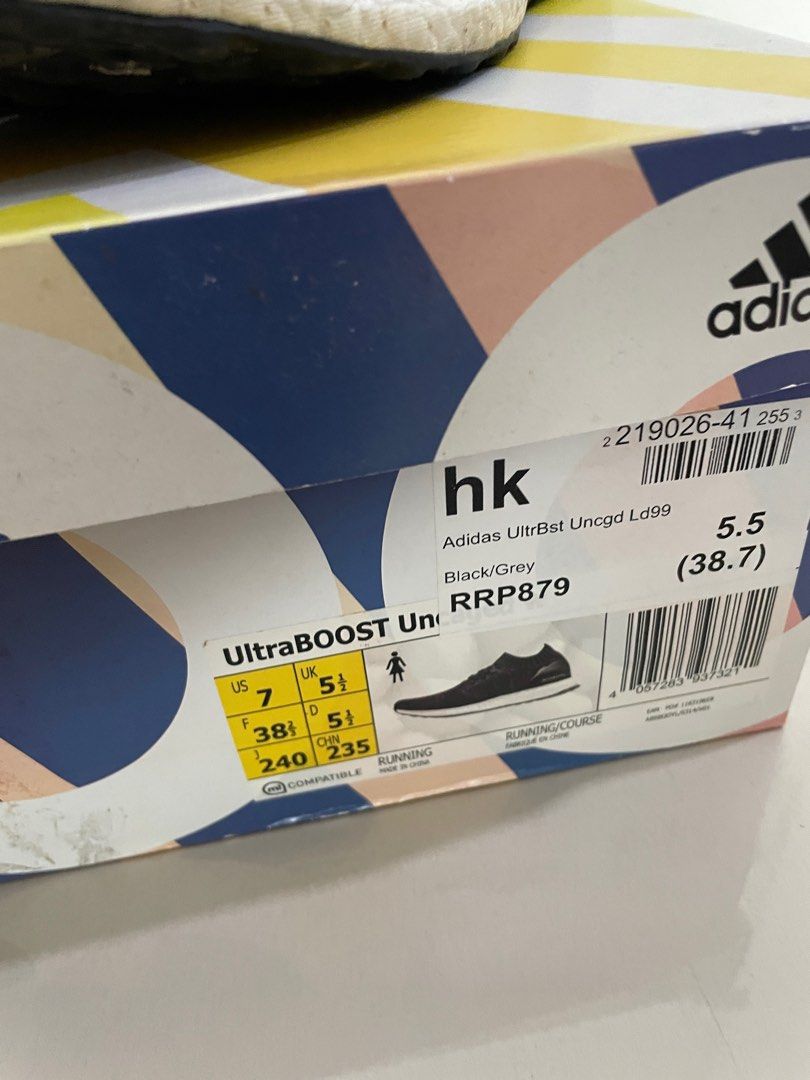 adid
2 219026-41 255 3
hk
Adidas UltrBst Uncgd Ld99
5.5
Black/Grey
(38.7)
RRP879
UltraBOOST Uncaged
US 7 UK 5½
F 38⅔ D 5½
J 240 CHN 235
mi COMPATIBLE
RUNNING
MADE IN CHINA
RUNNING/COURSE
FABRIQUÉ EN CHINE
4 057283 937321